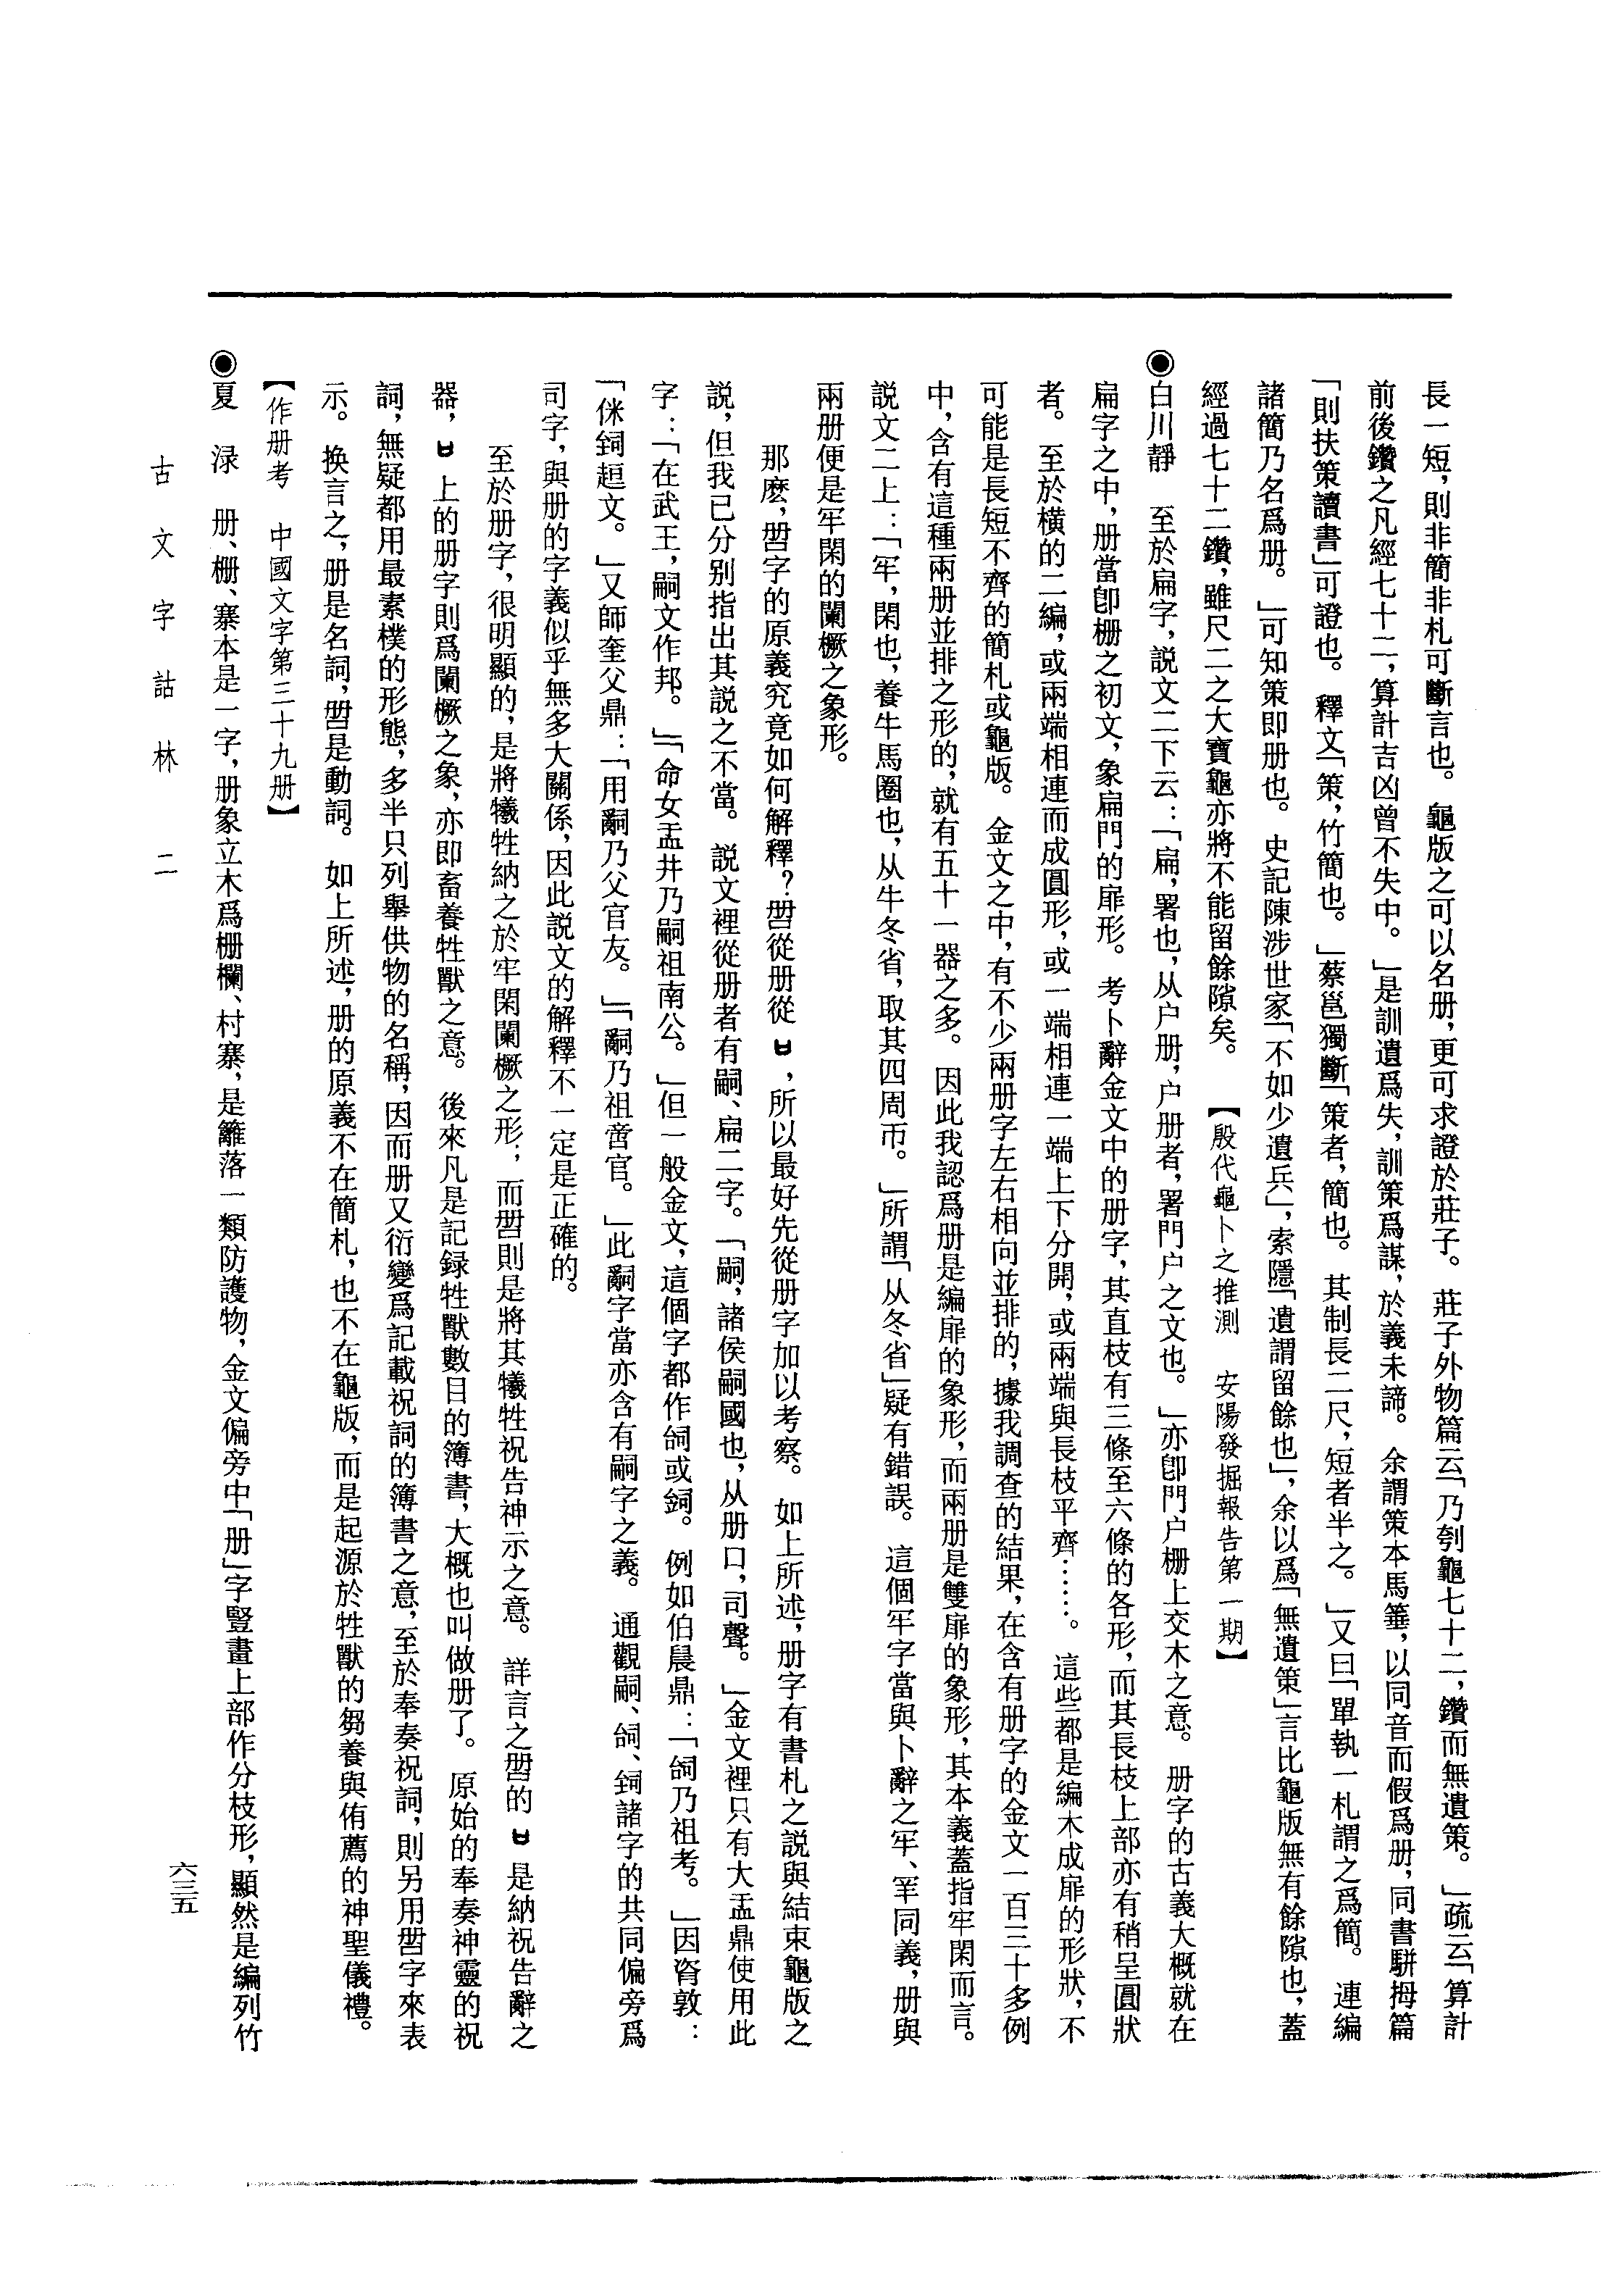 長一短，則非簡非札可斷言也。龜版之可以名册，更可求證於莊子。莊子外物篇云「乃刳龜七十二，鑽而無遺策。」疏云「算計
前後鑽之凡經七十二，算計吉凶曾不失中。」是訓遺爲失，訓策爲謀，於義未諦。余謂策本馬箠，以同音而假爲册，同書駢拇篇
「則扶策讀書」可證也。釋文「策，竹簡也。」蔡邕獨斷「策者，簡也。其制長二尺，短者半之。」又曰「單執一札謂之爲簡。連編
諸簡乃名爲册。」可知策即册也。史記陳涉世家「不如少遺兵」，索隱「遺謂留餘也」，余以爲「無遺策」言比龜版無有餘隙也，蓋
經過七十二鑽，雖尺二之大寶龜亦將不能留餘隙矣。【殷代龜卜之推測　安陽發掘報告第一期】
◉白川靜　至於扁字，説文二下云：「扁，署也，从户册，户册者，署門户之文也。」亦卽門户栅上交木之意。册字的古義大概就在
扁字之中，册當卽栅之初文，象扁門的扉形。考卜辭金文中的册字，其直枝有三條至六條的各形，而其長枝上部亦有稍呈圓狀
者。至於横的二編，或兩端相連而成圓形，或一端相連一端上下分開，或兩端與長枝平齊……。這些都是編木成扉的形狀，不
可能是長短不齊的簡札或龜版。金文之中，有不少兩册字左右相向並排的，據我調查的結果，在含有册字的金文一百三十多例
中，含有這種兩册並排之形的，就有五十一器之多。因此我認爲册是編扉的象形，而兩册是雙扉的象形，其本義蓋指牢閑而言。
説文二上：「牢，閑也，養牛馬圈也，从牛冬省，取其四周帀。」所謂「从冬省」疑有錯誤。這個牢字當與卜辭之牢、𫲸同義，册與
兩册便是牢閑的闌橛之象形。
那麽，𠕋字的原義究竟如何解釋？𠷎從册從ㅂ，所以最好先從册字加以考察。如上所述，册字有書札之説與結束龜版之
説，但我已分别指出其説之不當。説文裡從册者有嗣、扁二字。「嗣，諸侯嗣國也，从册口，司聲。」金文裡只有大盂鼎使用此
字：「在武王，嗣文作邦。」「命女盂井乃嗣祖南公。」但一般金文，這個字都作䛐或𤔲。例如伯晨鼎：「䛐乃祖考。」因𬱓敦：
「侎𤔲趄文。」又師奎父鼎：「用嗣乃父官友。」「嗣乃祖啻官。」此嗣字當亦含有嗣字之義。通觀嗣、䛐、𤔲諸字的共同偏旁爲
司字，與册的字義似乎無多大關係，因此説文的解釋不一定是正確的。
至於册字，很明顯的，是將犧牲納之於牢閑闌橛之形；而𠷎則是將其犧牲祝告神示之意。詳言之𠷎的ㅂ是納祝告辭之
器，ㅂ上的册字則爲闌橛之象，亦即畜養牲獸之意。後來凡是記録牲獸數目的簿書，大概也叫做册了。原始的奉奏神靈的祝
詞，無疑都用最素樸的形態，多半只列舉供物的名稱，因而册又衍變爲記載祝詞的簿書之意，至於奉奏祝詞，則另用𠷎字來表
示。换言之，册是名詞，𠷎是動詞。如上所述，册的原義不在簡札，也不在龜版，而是起源於牲獸的芻養與侑薦的神聖儀禮。
【作册考　中國文字第三十九册】
◉夏　渌　册、栅、寨本是一字，册象立木爲栅欄、村寨，是籬落一類防護物，金文偏旁中「册」字豎畫上部作分枝形，顯然是編列竹
古文字詁林　二
六三五